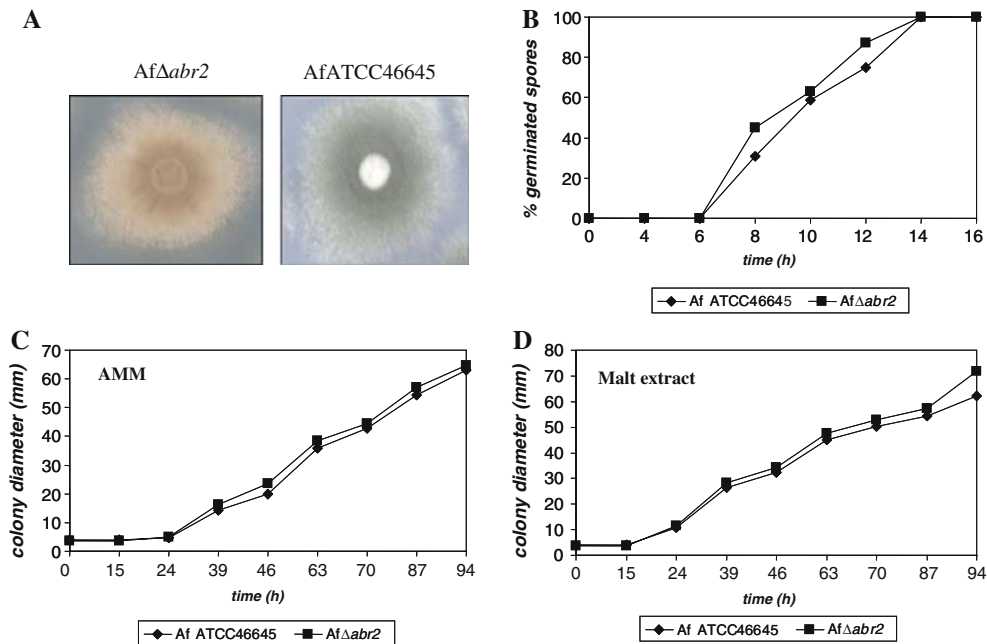 A
AfΔabr2
AfATCC46645
B
% germinated spores
100
80
60
40
20
0
0 4 6 8 10 12 14 16
time (h)
Af ATCC46645 AfΔabr2
C
AMM
colony diameter (mm)
70
60
50
40
30
20
10
0
0 15 24 39 46 63 70 87 94
time (h)
Af ATCC46645 AfΔabr2
D
Malt extract
colony diameter (mm)
80
70
60
50
40
30
20
10
0
0 15 24 39 46 63 70 87 94
time (h)
Af ATCC46645 AfΔabr2